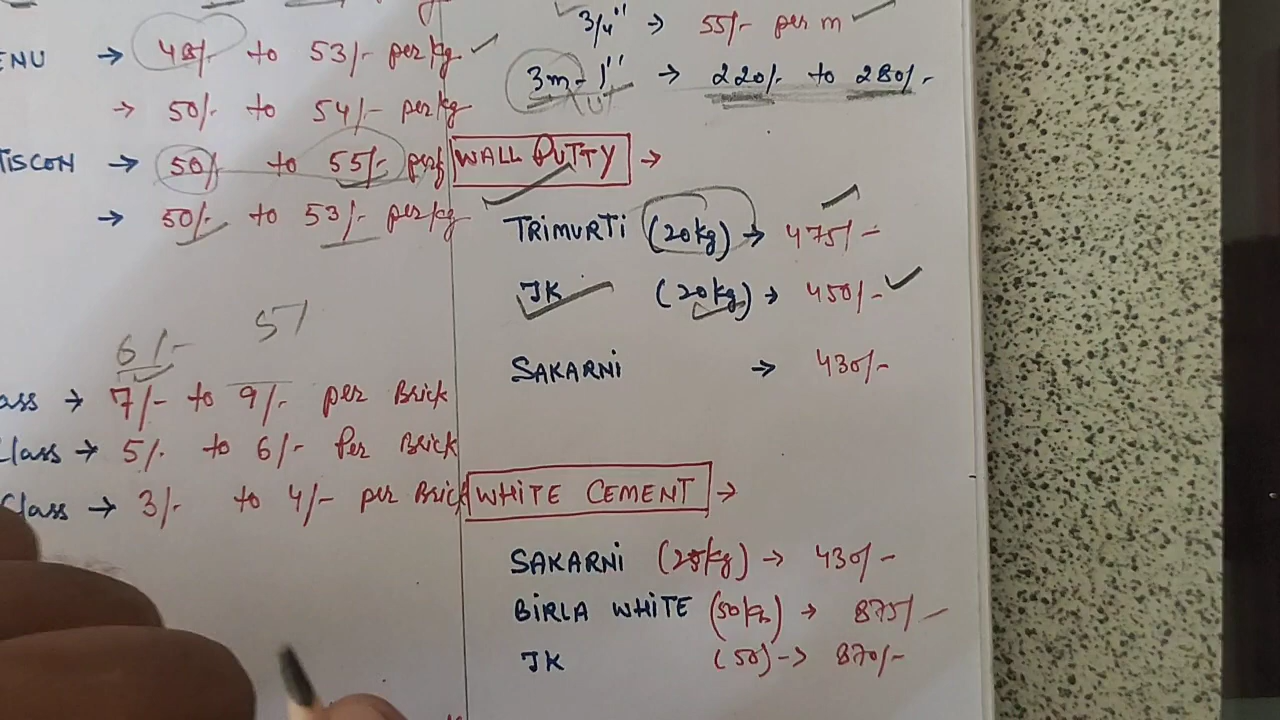 ENU → 48/- to 53/- per kg
→ 50/- to 54/- per kg
TISCON → 50/- to 55/- per
→ 50/- to 53/- per kg
6/-
ass → 7/- to 9/- per Brick
Class → 5/- to 6/- Per Brick
Class → 3/- to 4/- per Brick
3/4" → 55/- per m
3m - 1" → 220/- to 280/-
WALL PUTTY →
TRIMURTI (20kg) → 475/-
JK (20kg) → 450/-
SAKARNI → 430/-
WHITE CEMENT →
SAKARNI (25kg) → 430/-
BIRLA WHITE (50kg) → 875/-
JK (50) → 870/-